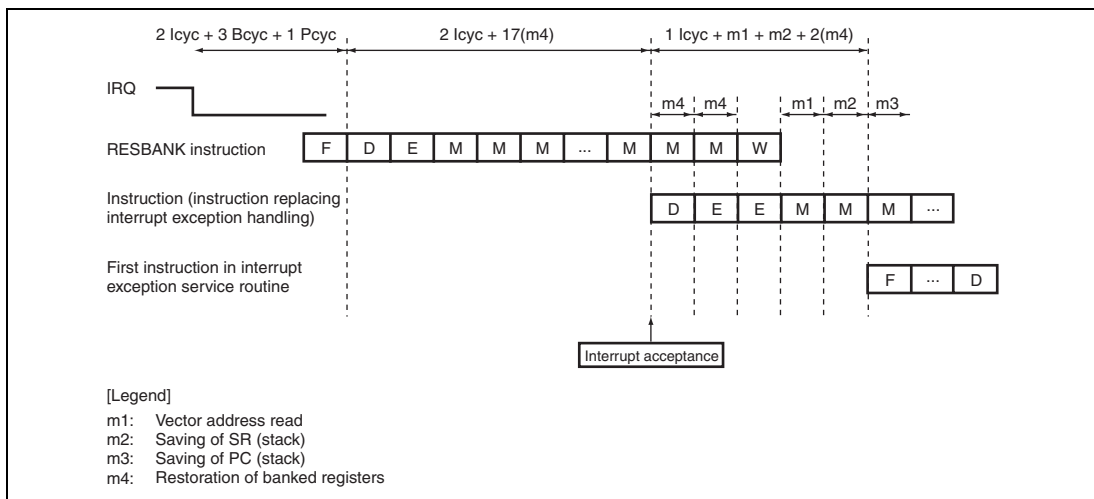 2 Icyc + 3 Bcyc + 1 Pcyc 2 Icyc + 17(m4) 1 Icyc + m1 + m2 + 2(m4)
IRQ
m4 m4 m1 m2 m3
RESBANK instruction F D E M M M ... M M M W
Instruction (instruction replacing
interrupt exception handling) D E E M M M ...
First instruction in interrupt
exception service routine F ... D
Interrupt acceptance
[Legend]
m1: Vector address read
m2: Saving of SR (stack)
m3: Saving of PC (stack)
m4: Restoration of banked registers